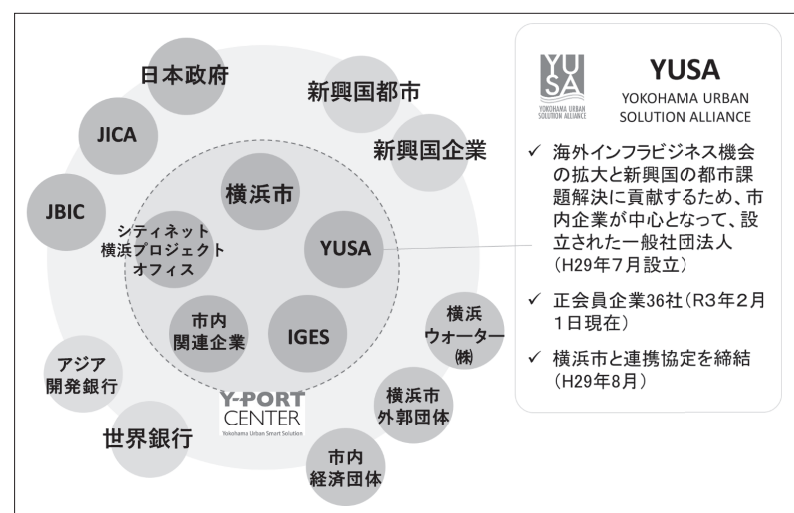 日本政府
JICA
JBIC
新興国都市
新興国企業
横浜市
シティネット
横浜プロジェクト
オフィス
YUSA
市内
関連企業
IGES
アジア
開発銀行
世界銀行
Y-PORT
CENTER
Yokohama Urban Smart Solution
横浜
ウォーター
㈱
横浜市
外郭団体
市内
経済団体
YU
SA
YOKOHAMA URBAN
SOLUTION ALLIANCE
YUSA
YOKOHAMA URBAN
SOLUTION ALLIANCE
✓ 海外インフラビジネス機会
の拡大と新興国の都市課
題解決に貢献するため、市
内企業が中心となって、設
立された一般社団法人
(H29年7月設立)
✓ 正会員企業36社(R3年2月
1日現在)
✓ 横浜市と連携協定を締結
(H29年8月)